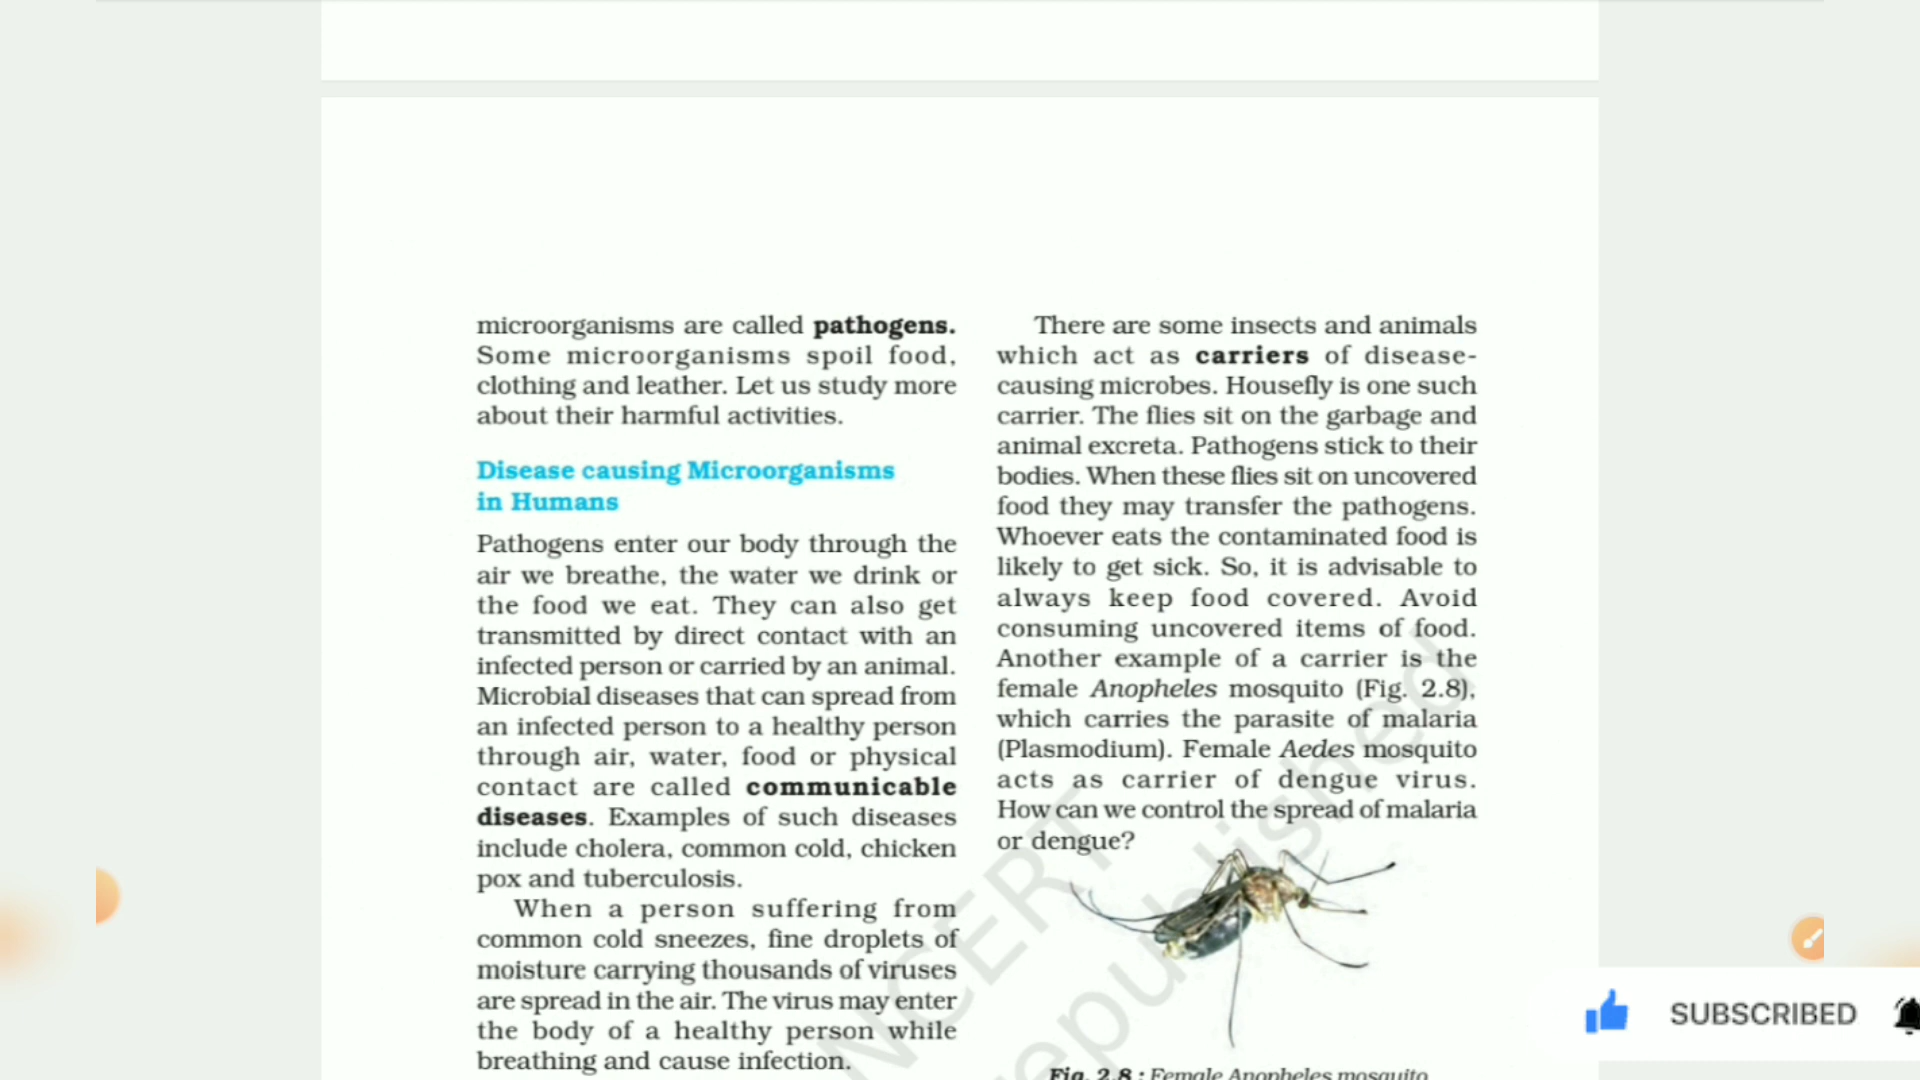 microorganisms are called pathogens.
Some microorganisms spoil food,
clothing and leather. Let us study more
about their harmful activities.
Disease causing Microorganisms
in Humans
Pathogens enter our body through the
air we breathe, the water we drink or
the food we eat. They can also get
transmitted by direct contact with an
infected person or carried by an animal.
Microbial diseases that can spread from
an infected person to a healthy person
through air, water, food or physical
contact are called communicable
diseases. Examples of such diseases
include cholera, common cold, chicken
pox and tuberculosis.
When a person suffering from
common cold sneezes, fine droplets of
moisture carrying thousands of viruses
are spread in the air. The virus may enter
the body of a healthy person while
breathing and cause infection.
There are some insects and animals
which act as carriers of disease-
causing microbes. Housefly is one such
carrier. The flies sit on the garbage and
animal excreta. Pathogens stick to their
bodies. When these flies sit on uncovered
food they may transfer the pathogens.
Whoever eats the contaminated food is
likely to get sick. So, it is advisable to
always keep food covered. Avoid
consuming uncovered items of food.
Another example of a carrier is the
female Anopheles mosquito (Fig. 2.8),
which carries the parasite of malaria
(Plasmodium). Female Aedes mosquito
acts as carrier of dengue virus.
How can we control the spread of malaria
or dengue?
Fig. 2.8 : Female Anopheles mosquito
NCERT
republished
SUBSCRIBED